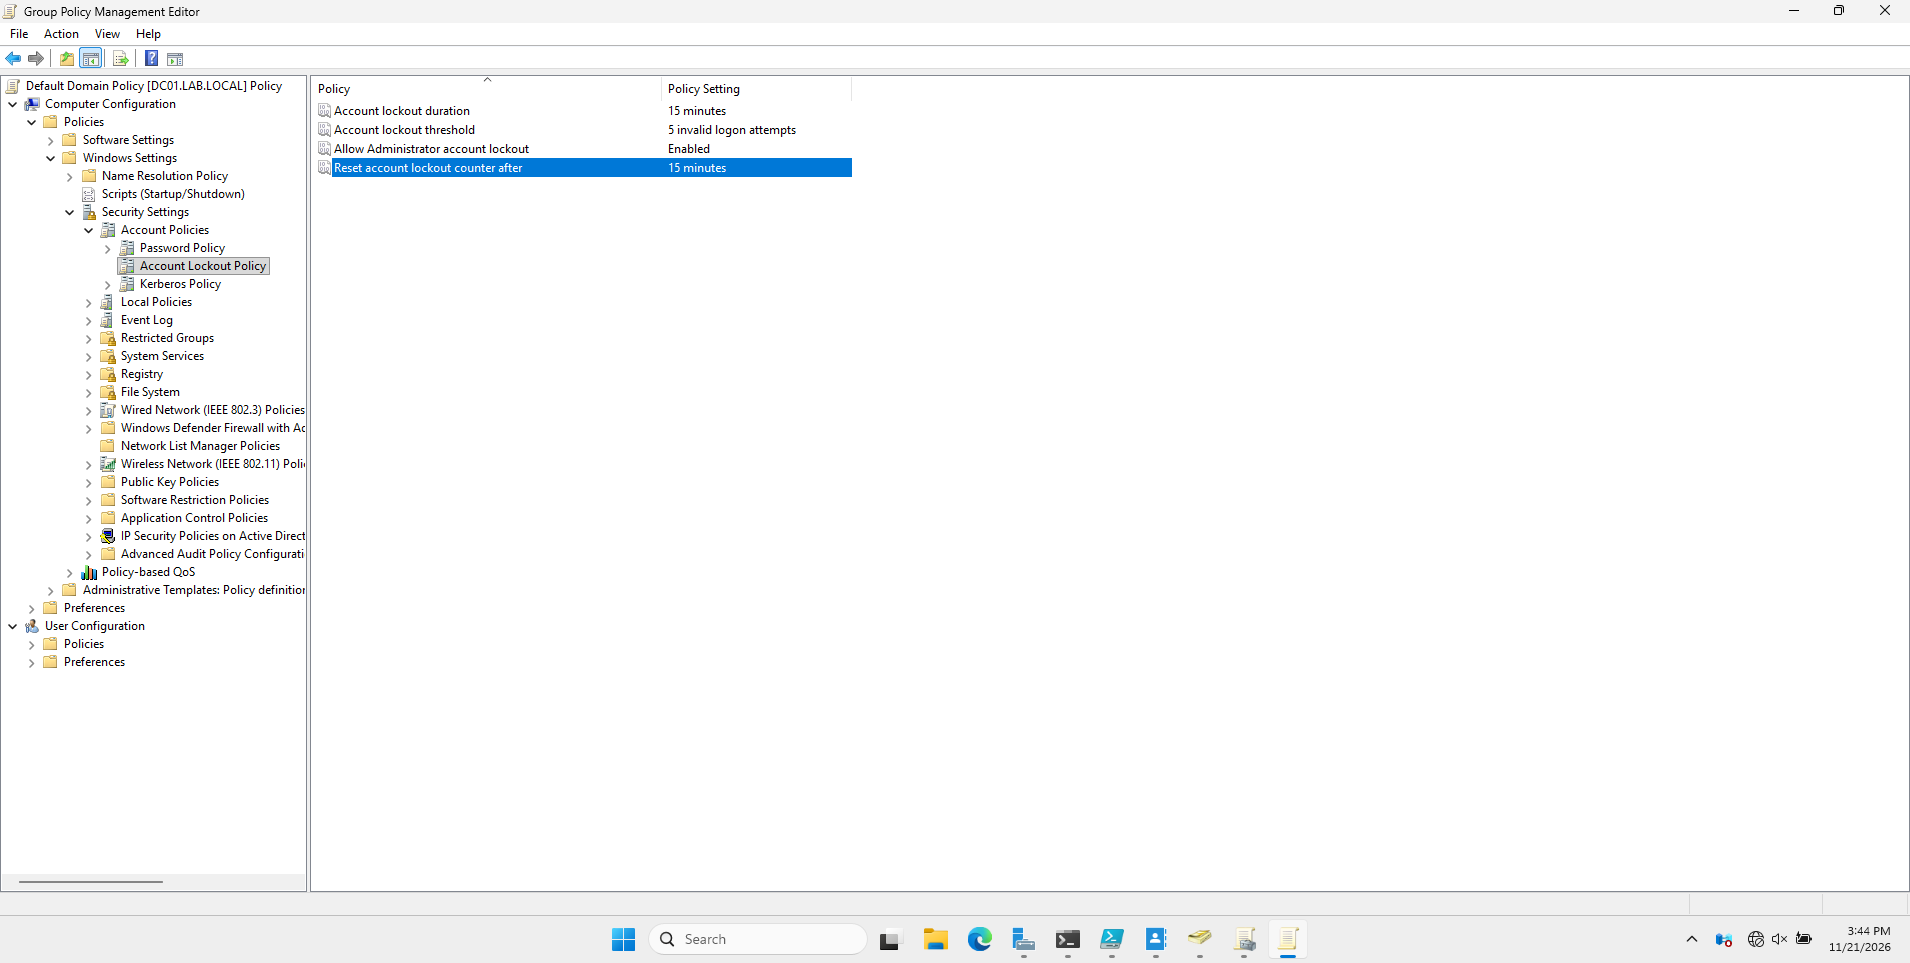 Group Policy Management Editor
File Action View Help
Default Domain Policy [DC01.LAB.LOCAL] Policy
Computer Configuration
Policies
Software Settings
Windows Settings
Name Resolution Policy
Scripts (Startup/Shutdown)
Security Settings
Account Policies
Password Policy
Account Lockout Policy
Kerberos Policy
Local Policies
Event Log
Restricted Groups
System Services
Registry
File System
Wired Network (IEEE 802.3) Policies
Windows Defender Firewall with Ac
Network List Manager Policies
Wireless Network (IEEE 802.11) Poli
Public Key Policies
Software Restriction Policies
Application Control Policies
IP Security Policies on Active Direct
Advanced Audit Policy Configurati
Policy-based QoS
Administrative Templates: Policy definition
Preferences
User Configuration
Policies
Preferences
Policy Policy Setting
Account lockout duration 15 minutes
Account lockout threshold 5 invalid logon attempts
Allow Administrator account lockout Enabled
Reset account lockout counter after 15 minutes
Search
3:44 PM
11/21/2026